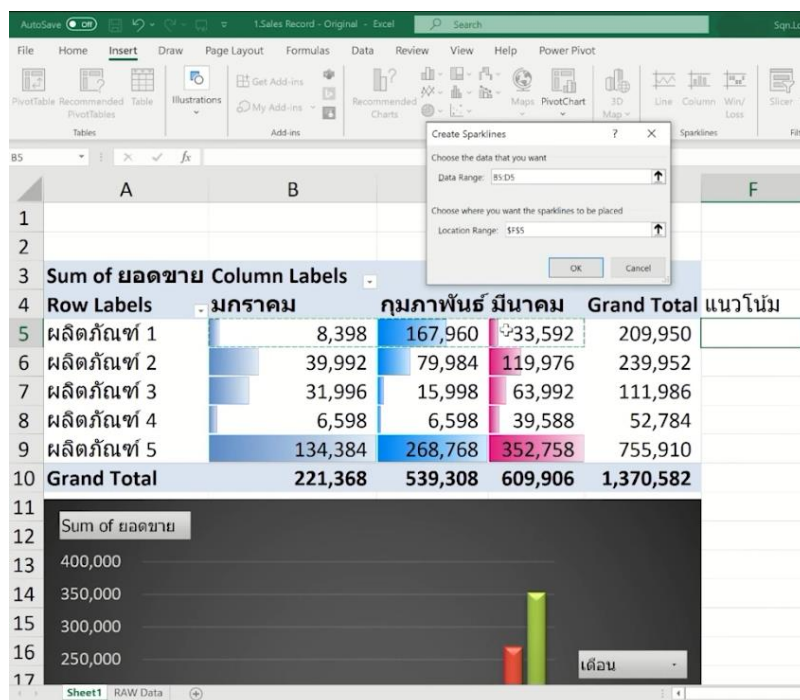 AutoSave Off 1.Sales Record - Original - Excel Search Sqn.Lo
File Home Insert Draw Page Layout Formulas Data Review View Help Power Pivot
PivotTable Recommended PivotTables Table Illustrations Get Add-ins My Add-ins Recommended Charts Maps PivotChart 3D Map Line Column Win/Loss Slicer
Tables Add-ins Sparklines Filt
Create Sparklines ? X
Choose the data that you want
Data Range: B5:D5
Choose where you want the sparklines to be placed
Location Range: $F$5
OK Cancel
B5 fx
A B F
1
2
3 Sum of ยอดขาย Column Labels
4 Row Labels มกราคม กุมภาพันธ์ มีนาคม Grand Total แนวโน้ม
5 ผลิตภัณฑ์ 1 8,398 167,960 33,592 209,950
6 ผลิตภัณฑ์ 2 39,992 79,984 119,976 239,952
7 ผลิตภัณฑ์ 3 31,996 15,998 63,992 111,986
8 ผลิตภัณฑ์ 4 6,598 6,598 39,588 52,784
9 ผลิตภัณฑ์ 5 134,384 268,768 352,758 755,910
10 Grand Total 221,368 539,308 609,906 1,370,582
11
12 Sum of ยอดขาย
13 400,000
14 350,000
15 300,000
16 250,000 เดือน
17
Sheet1 RAW Data